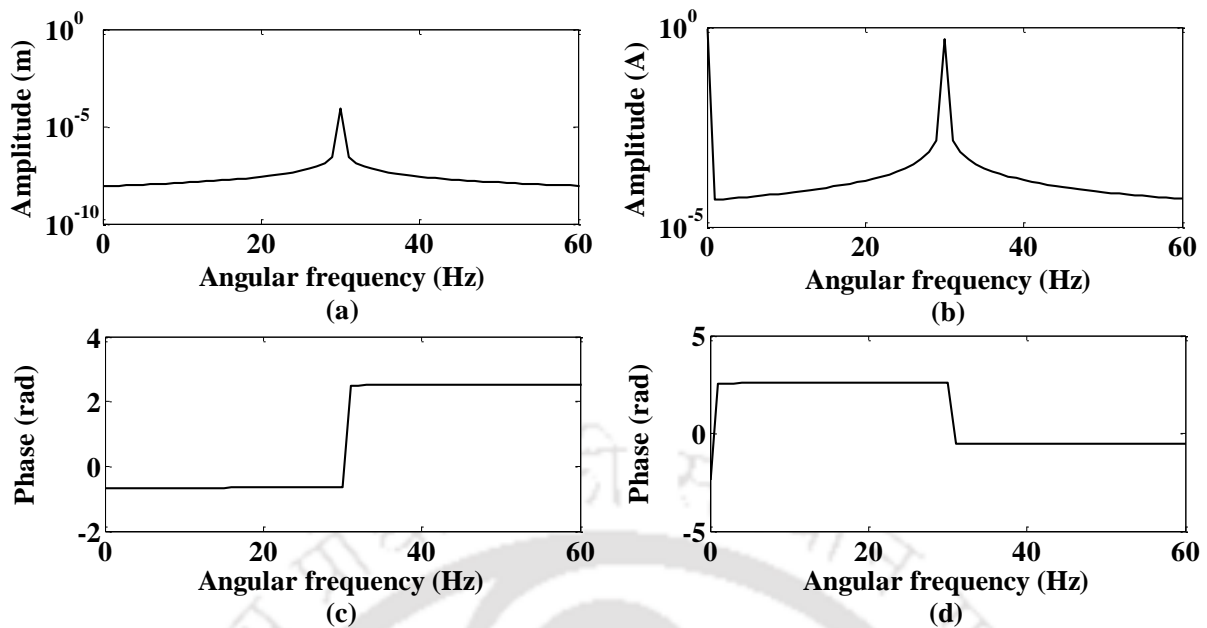 10^0
10^-5
10^-10
Amplitude (m)
0 20 40 60
Angular frequency (Hz)
(a)
10^0
10^-5
Amplitude (A)
0 20 40 60
Angular frequency (Hz)
(b)
4
2
0
-2
Phase (rad)
0 20 40 60
Angular frequency (Hz)
(c)
5
0
-5
Phase (rad)
0 20 40 60
Angular frequency (Hz)
(d)